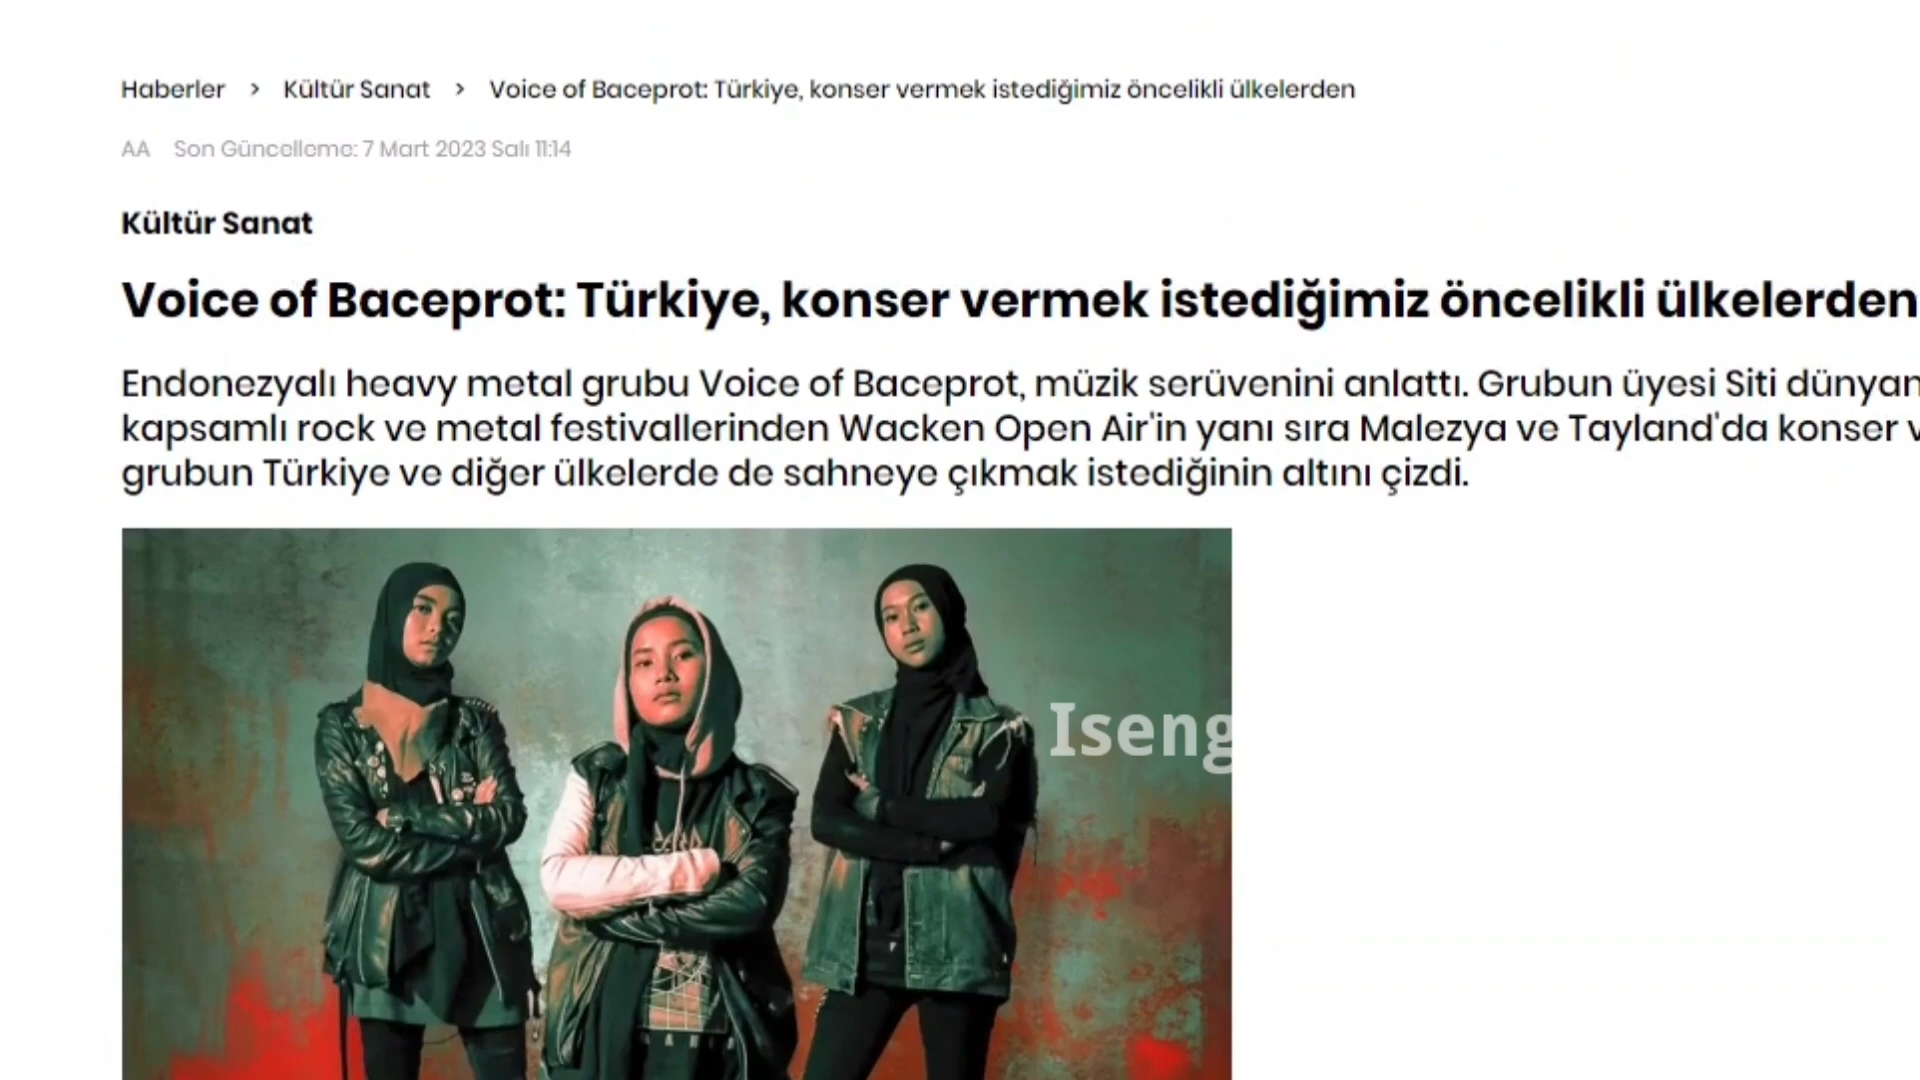 Haberler > Kültür Sanat > Voice of Baceprot: Türkiye, konser vermek istediğimiz öncelikli ülkelerden
AA Son Güncelleme: 7 Mart 2023 Salı 11:14
Kültür Sanat
Voice of Baceprot: Türkiye, konser vermek istediğimiz öncelikli ülkelerden
Endonezyalı heavy metal grubu Voice of Baceprot, müzik serüvenini anlattı. Grubun üyesi Siti dünyan
kapsamlı rock ve metal festivallerinden Wacken Open Air'in yanı sıra Malezya ve Tayland'da konser v
grubun Türkiye ve diğer ülkelerde de sahneye çıkmak istediğinin altını çizdi.
Iseng